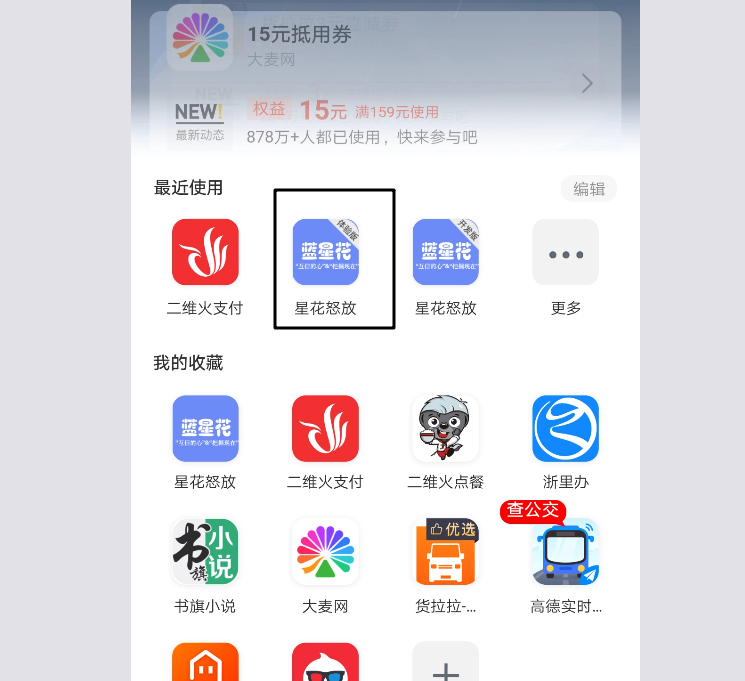 15元抵用券
大麦网
NEW!
最新动态
权益 15元 满159元使用
878万+人都已使用，快来参与吧
最近使用
编辑
体验版
蓝星花
开发版
蓝星花
二维火支付
星花怒放
星花怒放
更多
我的收藏
蓝星花
星花怒放
二维火支付
二维火点餐
浙里办
查公交
书旗小说
优选
书旗小说
大麦网
货拉拉-...
高德实时...